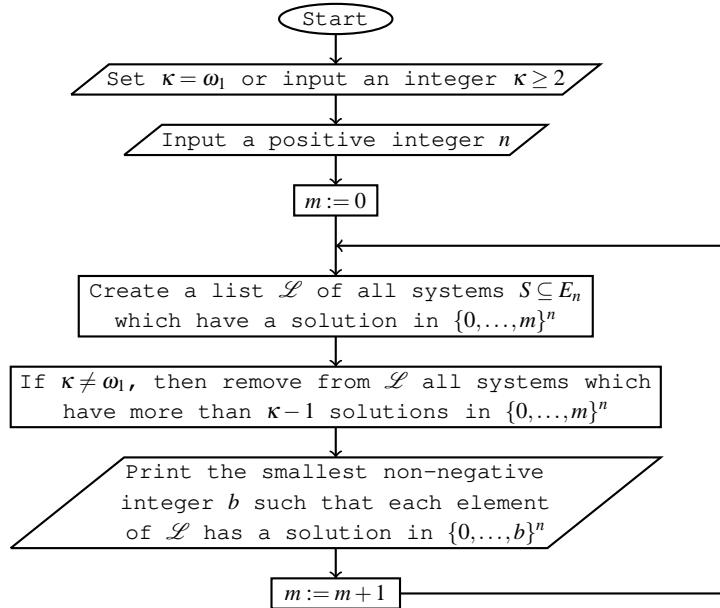 Start
Set κ = ω₁ or input an integer κ ≥ 2
Input a positive integer n
m := 0
Create a list ℒ of all systems S ⊆ Eₙ
which have a solution in {0,…,m}ⁿ
If κ ≠ ω₁, then remove from ℒ all systems which
have more than κ−1 solutions in {0,…,m}ⁿ
Print the smallest non-negative
integer b such that each element
of ℒ has a solution in {0,…,b}ⁿ
m := m+1